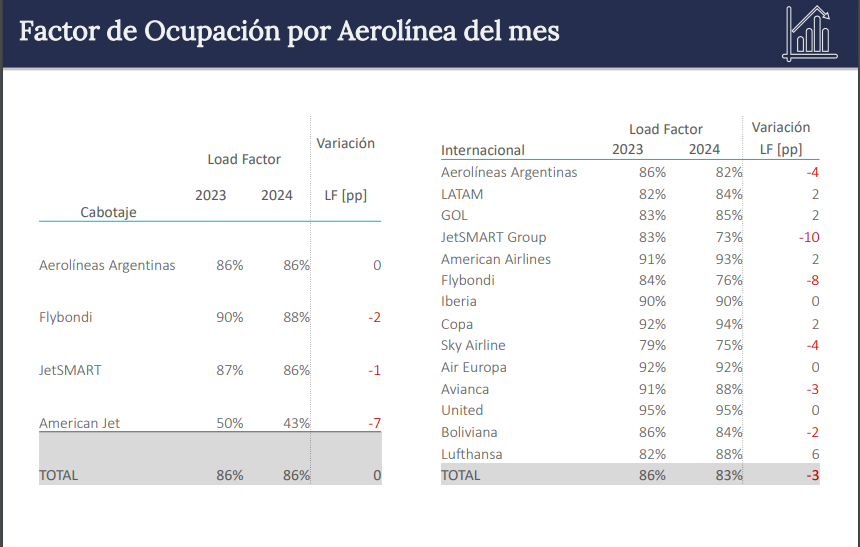 Factor de Ocupación por Aerolínea del mes
Variación
Load Factor
2023 2024 LF [pp]
Cabotaje
Aerolíneas Argentinas 86% 86% 0
Flybondi 90% 88% -2
JetSMART 87% 86% -1
American Jet 50% 43% -7
TOTAL 86% 86% 0
Load Factor Variación
Internacional 2023 2024 LF [pp]
Aerolíneas Argentinas 86% 82% -4
LATAM 82% 84% 2
GOL 83% 85% 2
JetSMART Group 83% 73% -10
American Airlines 91% 93% 2
Flybondi 84% 76% -8
Iberia 90% 90% 0
Copa 92% 94% 2
Sky Airline 79% 75% -4
Air Europa 92% 92% 0
Avianca 91% 88% -3
United 95% 95% 0
Boliviana 86% 84% -2
Lufthansa 82% 88% 6
TOTAL 86% 83% -3